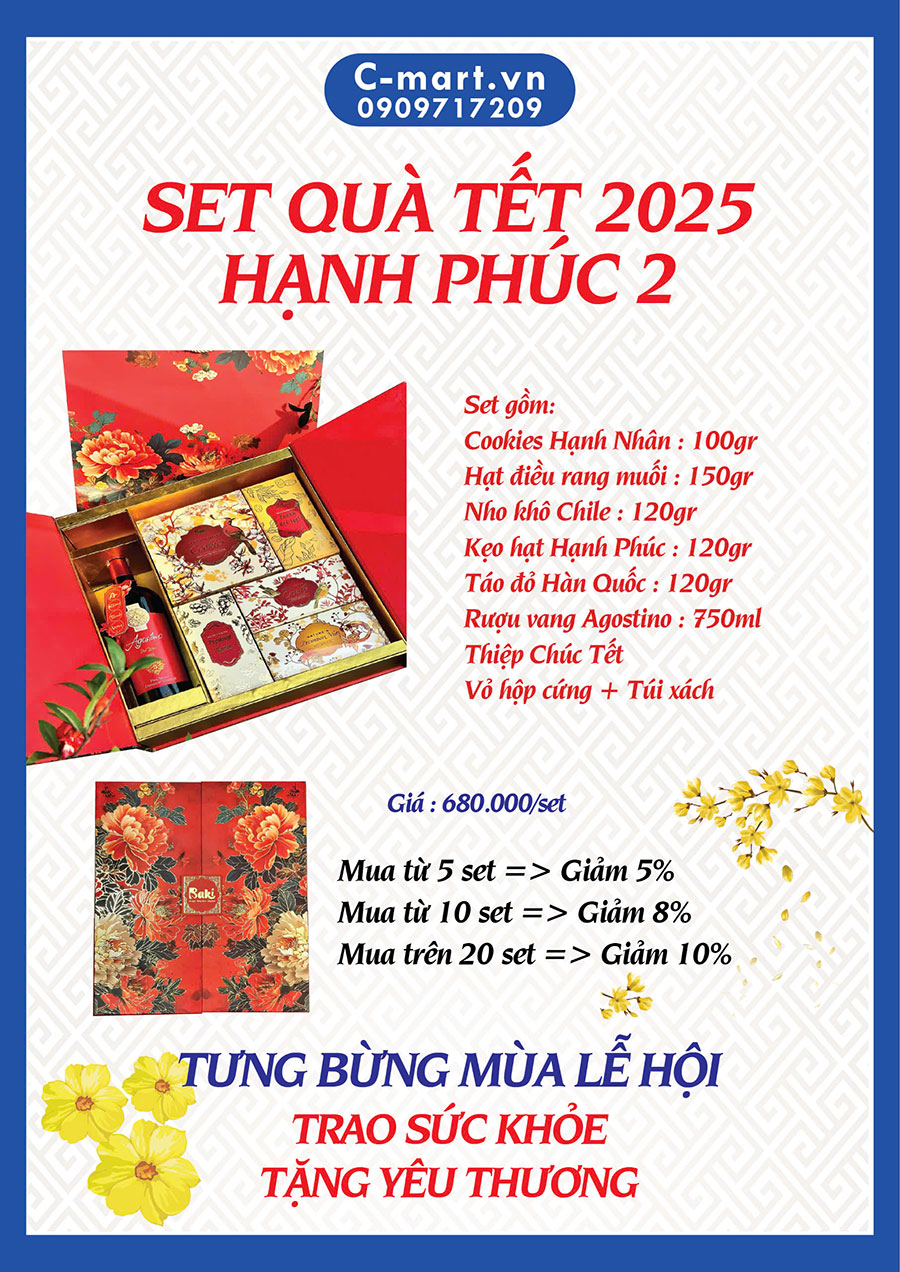 C-mart.vn
0909717209
SET QUÀ TẾT 2025
HẠNH PHÚC 2
Set gồm:
Cookies Hạnh Nhân : 100gr
Hạt điều rang muối : 150gr
Nho khô Chile : 120gr
Kẹo hạt Hạnh Phúc : 120gr
Táo đỏ Hàn Quốc : 120gr
Rượu vang Agostino : 750ml
Thiệp Chúc Tết
Vỏ hộp cứng + Túi xách
Agostino
Giá : 680.000/set
Baki
Mua từ 5 set => Giảm 5%
Mua từ 10 set => Giảm 8%
Mua trên 20 set => Giảm 10%
TƯNG BỪNG MÙA LỄ HỘI
TRAO SỨC KHỎE
TẶNG YÊU THƯƠNG